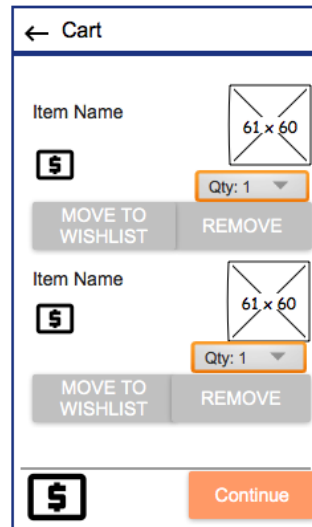 ← Cart
Item Name
61 x 60
$
Qty: 1
MOVE TO
WISHLIST
REMOVE
Item Name
61 x 60
$
Qty: 1
MOVE TO
WISHLIST
REMOVE
$
Continue